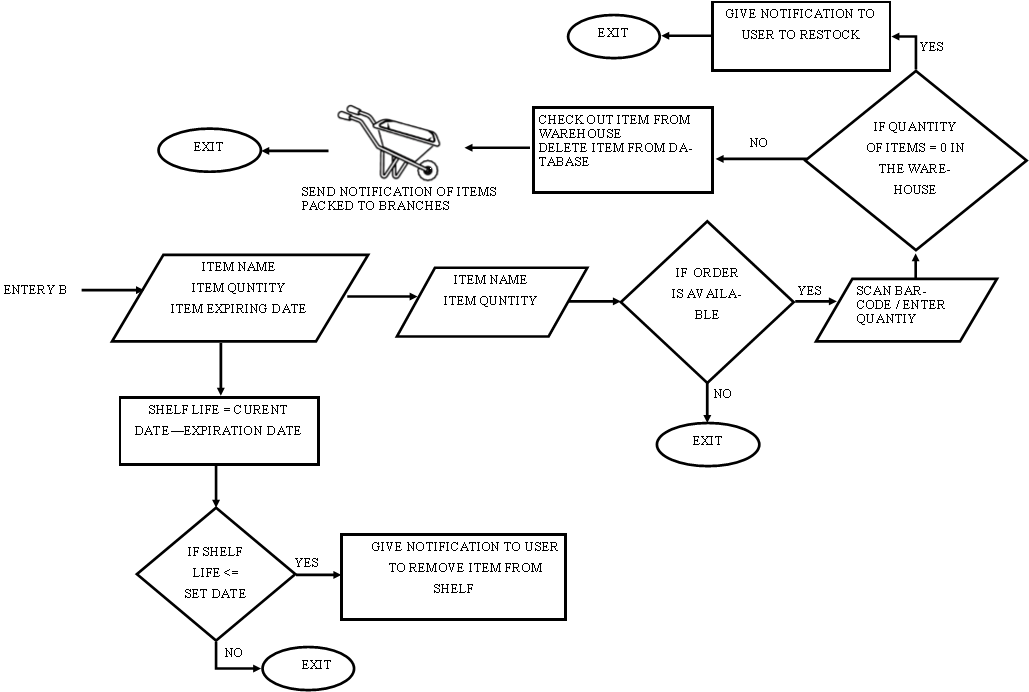 GIVE NOTIFICATION TO
USER TO RESTOCK
EXIT
YES
IF QUANTITY
OF ITEMS = 0 IN
THE WARE-
HOUSE
NO
CHECK OUT ITEM FROM
WAREHOUSE
DELETE ITEM FROM DA-
TABASE
EXIT
SEND NOTIFICATION OF ITEMS
PACKED TO BRANCHES
ENTERY B
ITEM NAME
ITEM QUNTITY
ITEM EXPIRING DATE
ITEM NAME
ITEM QUNTITY
IF ORDER
IS AVAILA-
BLE
YES
SCAN BAR-
CODE / ENTER
QUANTIY
NO
EXIT
SHELF LIFE = CURENT
DATE—EXPIRATION DATE
IF SHELF
LIFE <=
SET DATE
YES
GIVE NOTIFICATION TO USER
TO REMOVE ITEM FROM
SHELF
NO
EXIT